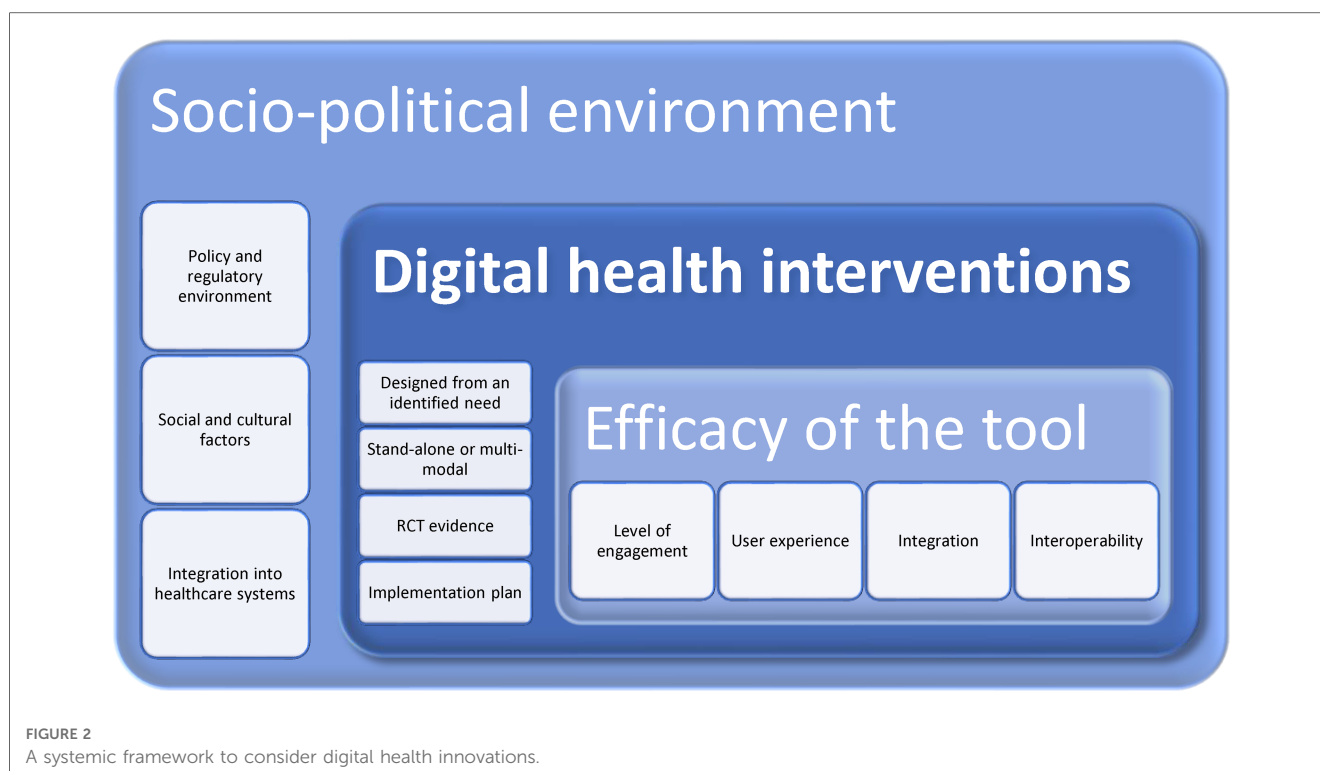 Socio-political environment
Policy and
regulatory
environment
Social and cultural
factors
Integration into
healthcare systems
Digital health interventions
Designed from an
identified need
Stand-alone or multi-
modal
RCT evidence
Implementation plan
Efficacy of the tool
Level of
engagement
User experience
Integration
Interoperability
FIGURE 2
A systemic framework to consider digital health innovations.